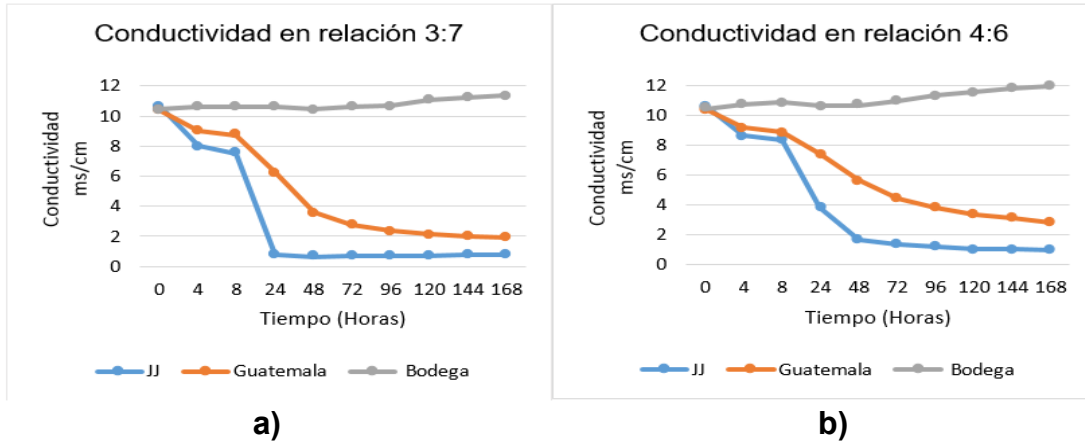 Conductividad en relación 3:7
Conductividad
ms/cm
12
10
8
6
4
2
0
0 4 8 24 48 72 96 120 144 168
Tiempo (Horas)
JJ Guatemala Bodega
a)
Conductividad en relación 4:6
Conductividad
ms/cm
12
10
8
6
4
2
0
0 4 8 24 48 72 96 120 144 168
Tiempo (Horas)
JJ Guatemala Bodega
b)